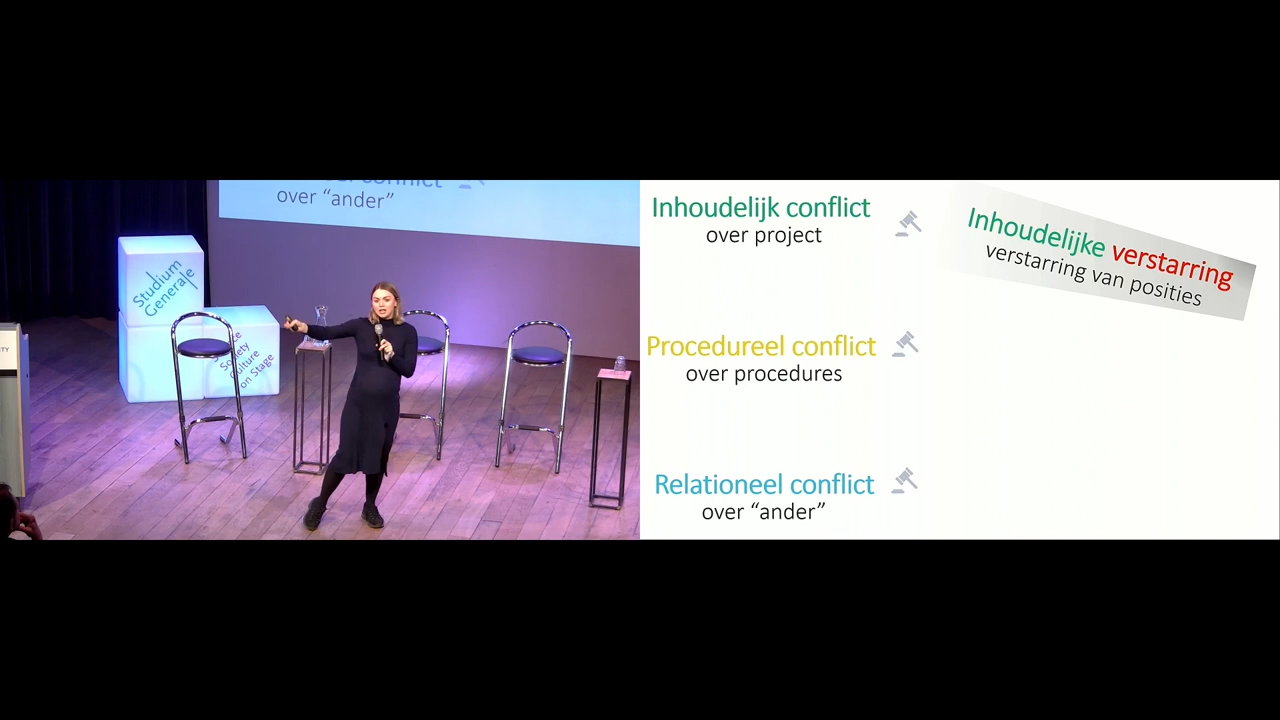 over “ander”
Studium
Generale
Society
Culture
on Stage
Inhoudelijk conflict
over project
Inhoudelijke verstarring
verstarring van posities
Procedureel conflict
over procedures
Relationeel conflict
over “ander”